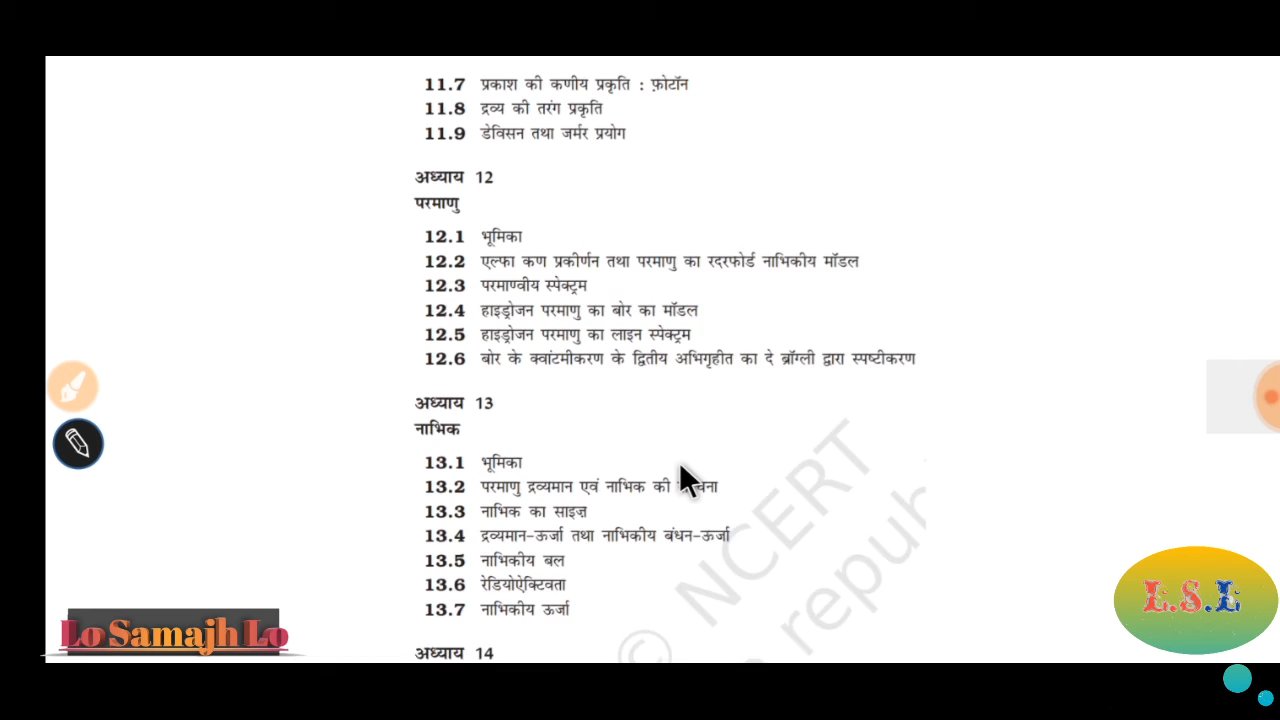 11.7 प्रकाश की कणीय प्रकृति : फ़ोटॉन
11.8 द्रव्य की तरंग प्रकृति
11.9 डेविसन तथा जर्मर प्रयोग
अध्याय 12
परमाणु
12.1 भूमिका
12.2 एल्फा कण प्रकीर्णन तथा परमाणु का रदरफोर्ड नाभिकीय मॉडल
12.3 परमाण्वीय स्पेक्ट्रम
12.4 हाइड्रोजन परमाणु का बोर का मॉडल
12.5 हाइड्रोजन परमाणु का लाइन स्पेक्ट्रम
12.6 बोर के क्वांटमीकरण के द्वितीय अभिगृहीत का दे ब्रॉग्ली द्वारा स्पष्टीकरण
अध्याय 13
नाभिक
13.1 भूमिका
13.2 परमाणु द्रव्यमान एवं नाभिक की
13.3 नाभिक का साइज़
13.4 द्रव्यमान-ऊर्जा तथा नाभिकीय बंधन-ऊर्जा
13.5 नाभिकीय बल
13.6 रेडियोऐक्टिवता
13.7 नाभिकीय ऊर्जा
अध्याय 14
© NCERT
repub
Lo Samajh Lo
L.S.L